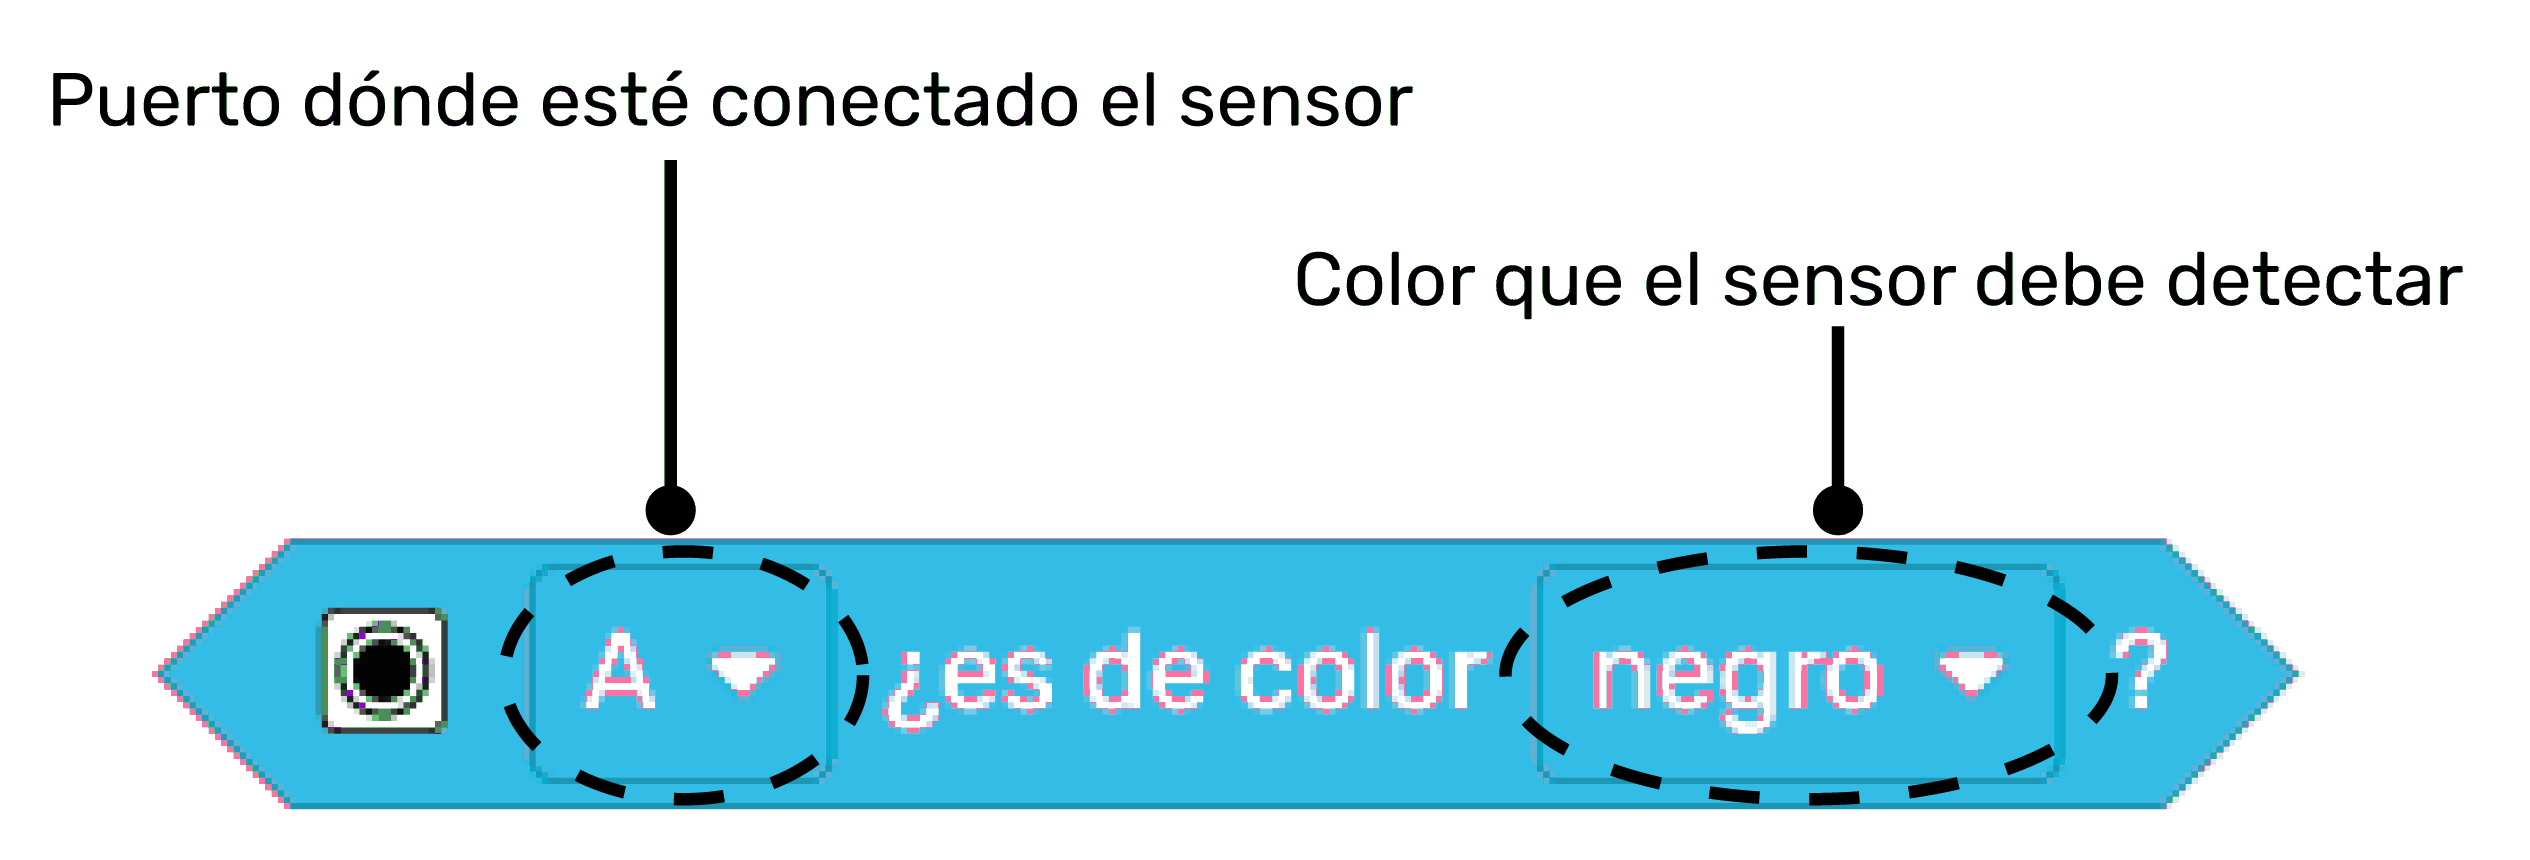 Puerto dónde esté conectado el sensor
Color que el sensor debe detectar
A ¿es de color negro ?